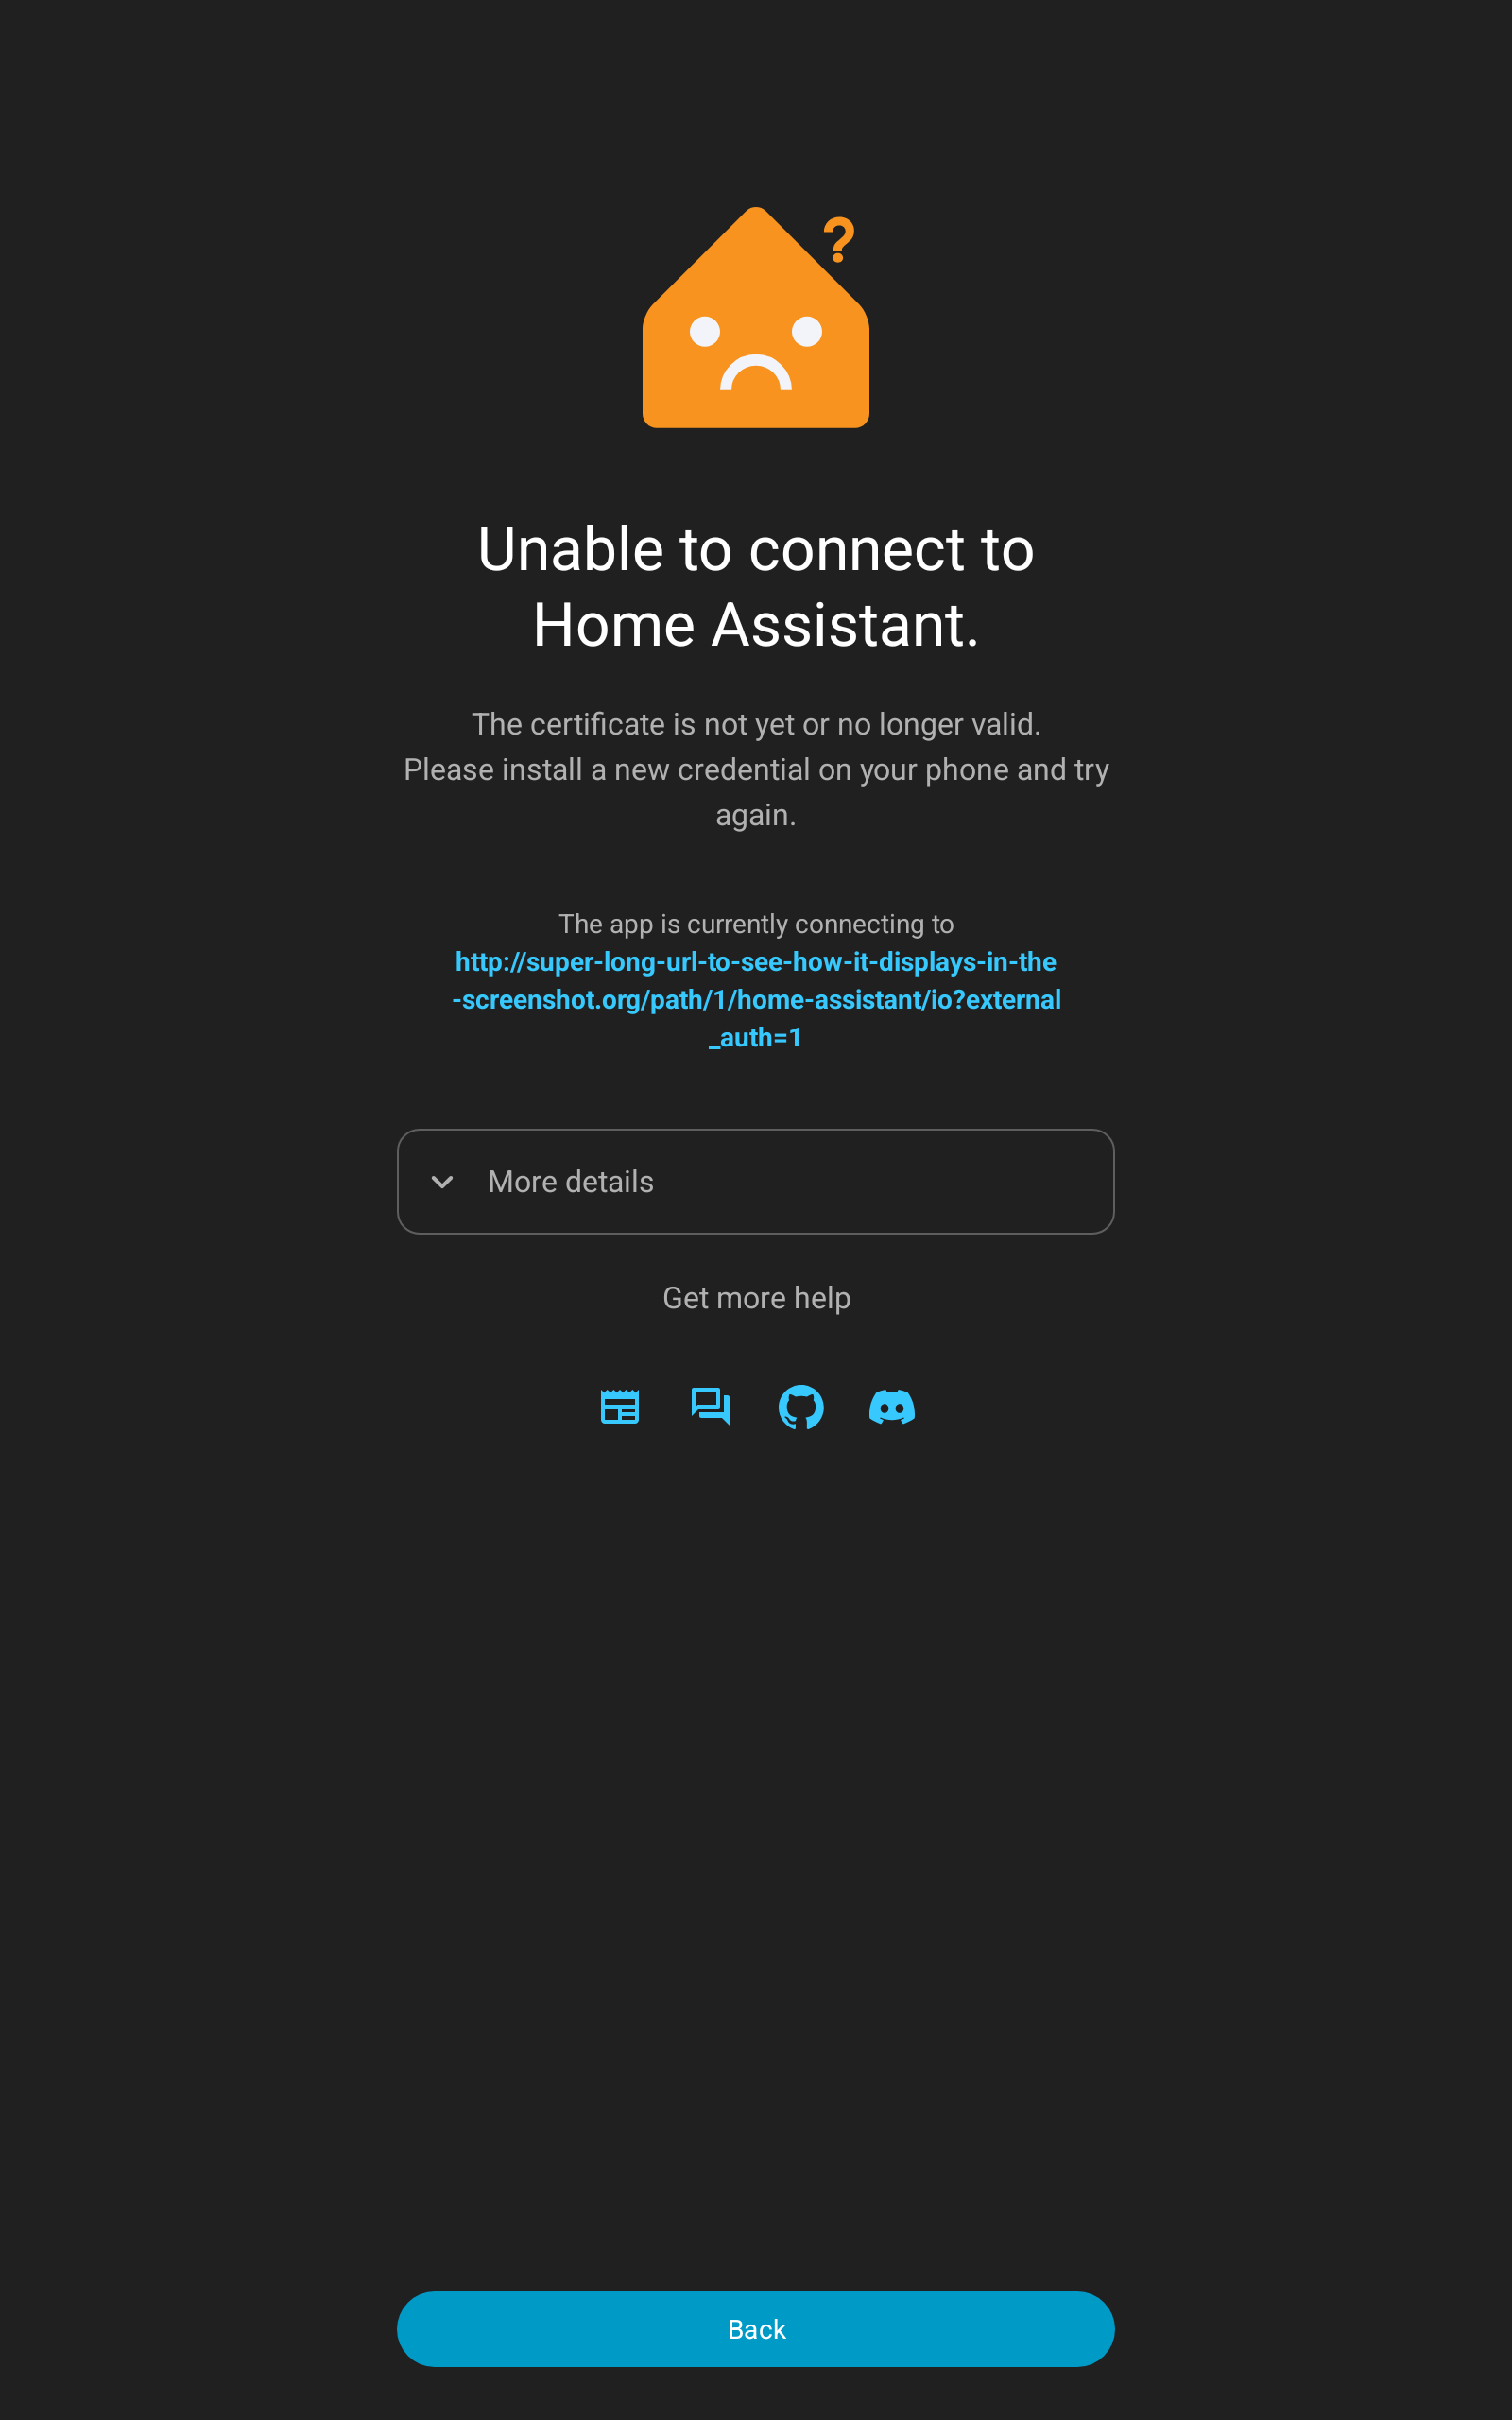 ?
Unable to connect to
Home Assistant.
The certificate is not yet or no longer valid.
Please install a new credential on your phone and try
again.
The app is currently connecting to
http://super-long-url-to-see-how-it-displays-in-the
-screenshot.org/path/1/home-assistant/io?external
_auth=1
More details
Get more help
Back